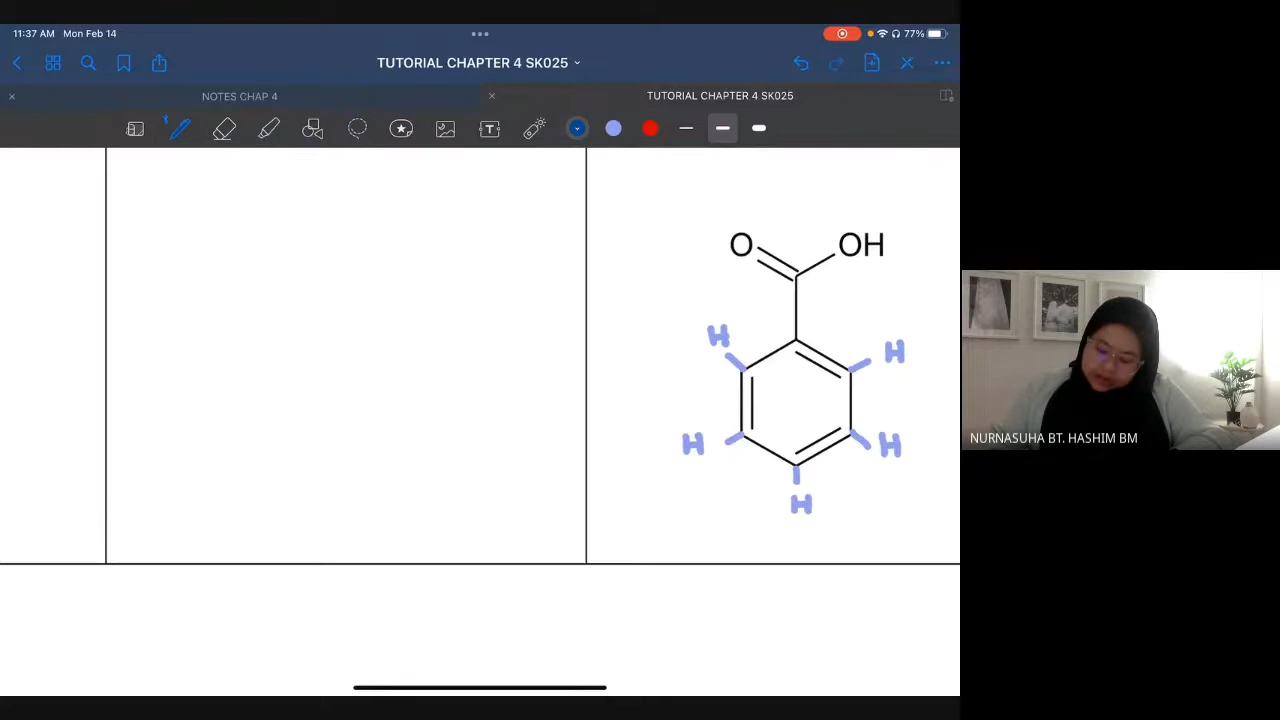 11:37 AM Mon Feb 14
77%
TUTORIAL CHAPTER 4 SK025
NOTES CHAP 4
TUTORIAL CHAPTER 4 SK025
T
O OH
H H
H H
H
NURNASUHA BT. HASHIM BM